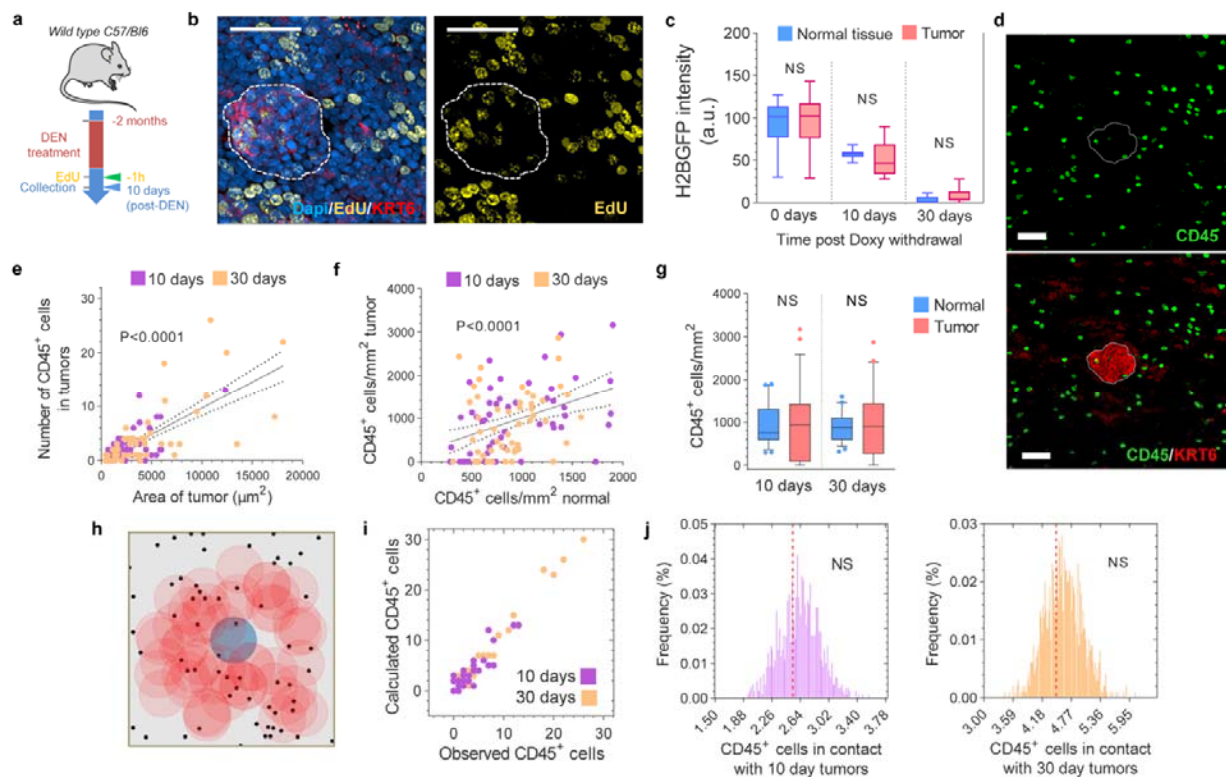 a
Wild type C57/Bl6
-2 months
DEN
treatment
EdU
-1h
Collection
10 days
(post-DEN)
b
Dapi/EdU/KRT6
EdU
c
Normal tissue
Tumor
H2BGFP intensity
(a.u.)
200
150
100
50
0
NS
NS
NS
0 days
10 days
30 days
Time post Doxy withdrawal
d
CD45
CD45/KRT6
e
10 days
30 days
Number of CD45+ cells
in tumors
30
20
10
0
P<0.0001
0
5000
10000
15000
20000
Area of tumor (µm²)
f
10 days
30 days
CD45+ cells/mm² tumor
4000
3000
2000
1000
0
P<0.0001
0
500
1000
1500
2000
CD45+ cells/mm² normal
g
CD45+ cells/mm²
4000
3000
2000
1000
0
NS
NS
Normal
Tumor
10 days
30 days
h
i
Calculated CD45+ cells
30
20
10
0
10 days
30 days
0
10
20
30
Observed CD45+ cells
j
Frequency (%)
0.05
0.04
0.03
0.02
0.01
0.00
NS
1.50
1.88
2.26
2.64
3.02
3.40
3.78
CD45+ cells in contact
with 10 day tumors
Frequency (%)
0.03
0.02
0.01
0.00
NS
3.00
3.59
4.18
4.77
5.36
5.95
CD45+ cells in contact
with 30 day tumors